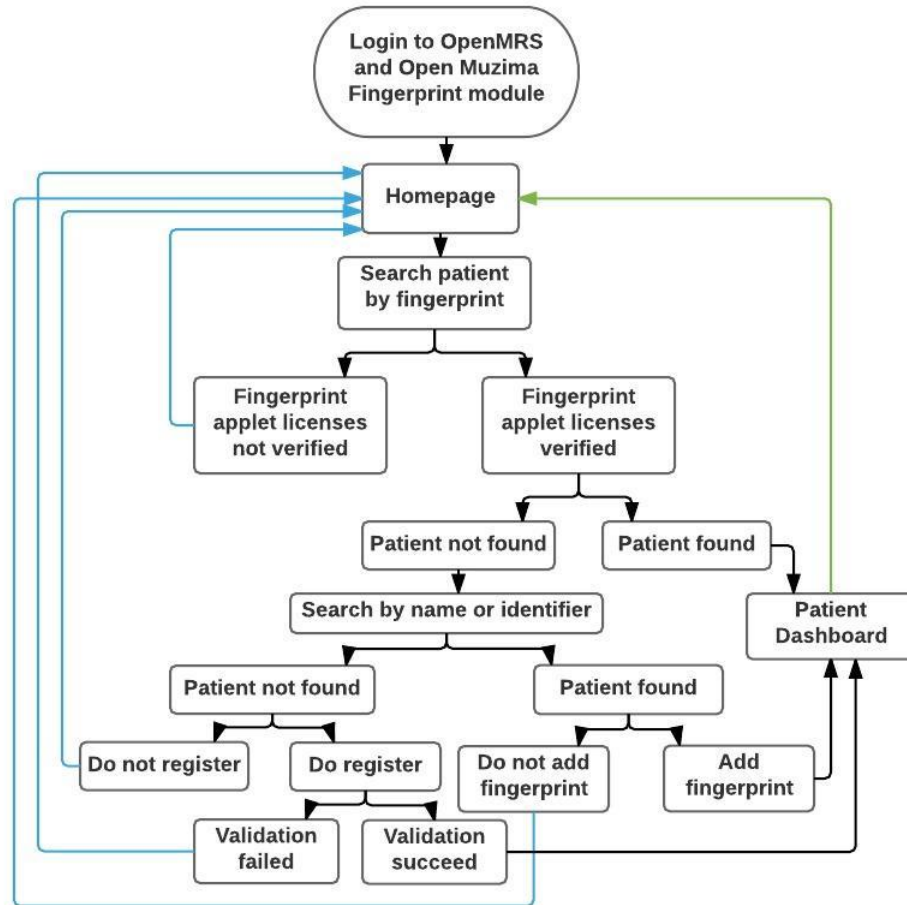 Login to OpenMRS
and Open Muzima
Fingerprint module
Homepage
Search patient
by fingerprint
Fingerprint
applet licenses
not verified
Fingerprint
applet licenses
verified
Patient not found
Patient found
Search by name or identifier
Patient
Dashboard
Patient not found
Patient found
Do not register
Do register
Do not add
fingerprint
Add
fingerprint
Validation
failed
Validation
succeed